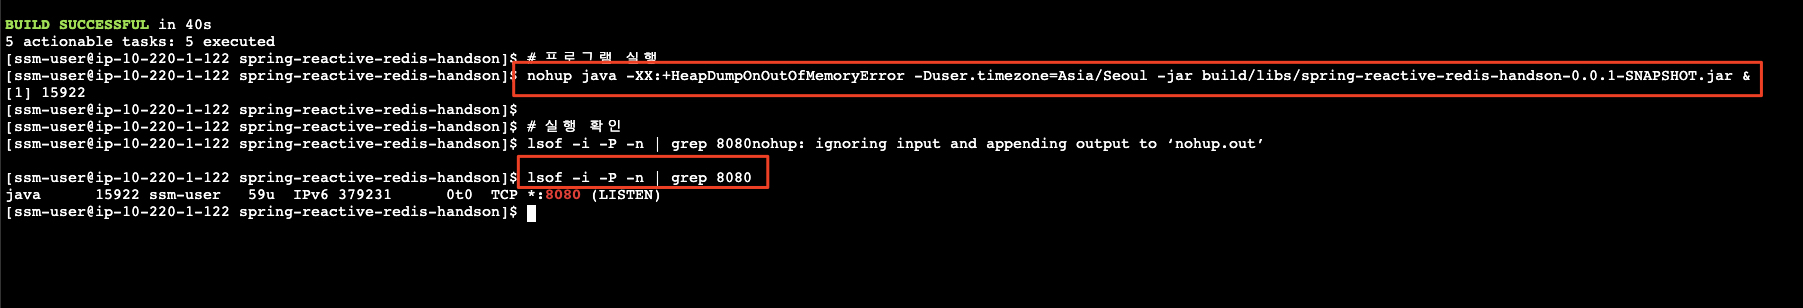 BUILD SUCCESSFUL in 40s
5 actionable tasks: 5 executed
[ssm-user@ip-10-220-1-122 spring-reactive-redis-handson]$ # 프로그램 실행
[ssm-user@ip-10-220-1-122 spring-reactive-redis-handson]$ nohup java -XX:+HeapDumpOnOutOfMemoryError -Duser.timezone=Asia/Seoul -jar build/libs/spring-reactive-redis-handson-0.0.1-SNAPSHOT.jar &
[1] 15922
[ssm-user@ip-10-220-1-122 spring-reactive-redis-handson]$
[ssm-user@ip-10-220-1-122 spring-reactive-redis-handson]$ # 실행 확인
[ssm-user@ip-10-220-1-122 spring-reactive-redis-handson]$ lsof -i -P -n | grep 8080nohup: ignoring input and appending output to ‘nohup.out’
[ssm-user@ip-10-220-1-122 spring-reactive-redis-handson]$ lsof -i -P -n | grep 8080
java 15922 ssm-user 59u IPv6 379231 0t0 TCP *:8080 (LISTEN)
[ssm-user@ip-10-220-1-122 spring-reactive-redis-handson]$